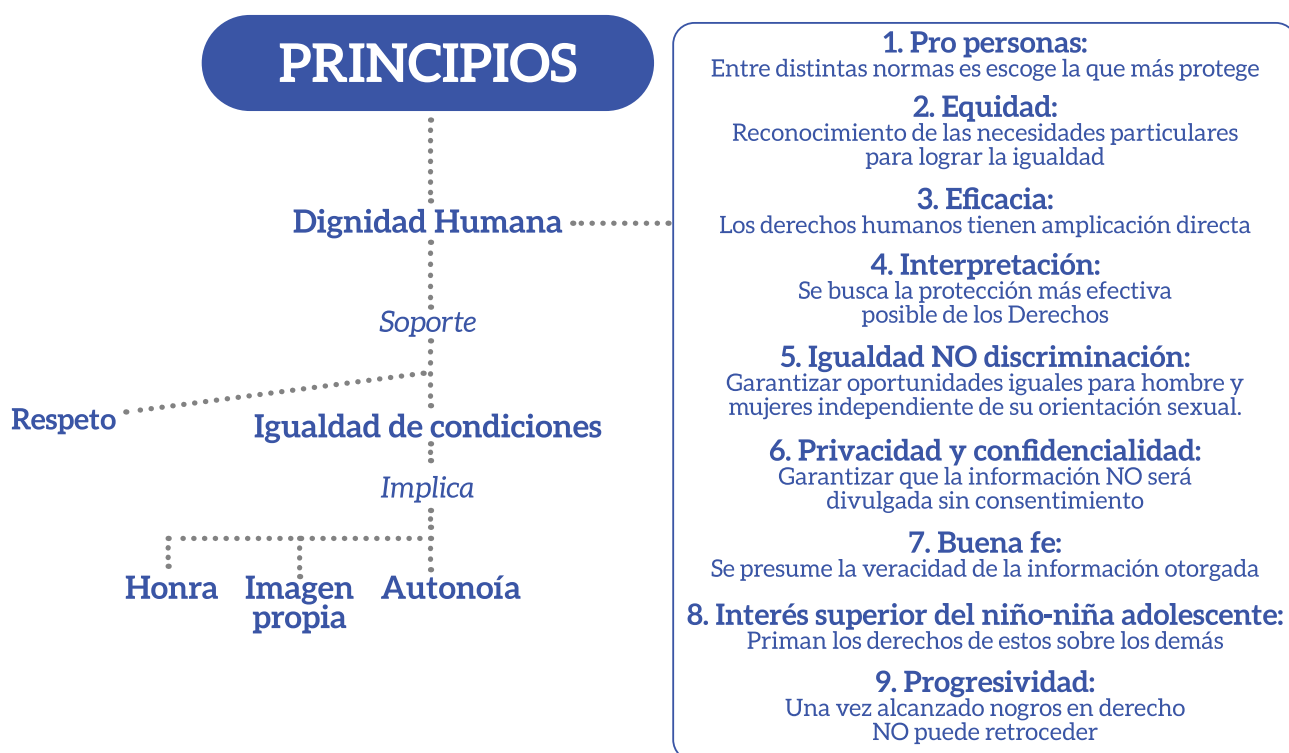 PRINCIPIOS
Dignidad Humana
Soporte
Respeto
Igualdad de condiciones
Implica
Honra
Imagen
propia
Autonoía
1. Pro personas:
Entre distintas normas es escoge la que más protege
2. Equidad:
Reconocimiento de las necesidades particulares
para lograr la igualdad
3. Eficacia:
Los derechos humanos tienen amplicación directa
4. Interpretación:
Se busca la protección más efectiva
posible de los Derechos
5. Igualdad NO discriminación:
Garantizar oportunidades iguales para hombre y
mujeres independiente de su orientación sexual.
6. Privacidad y confidencialidad:
Garantizar que la información NO será
divulgada sin consentimiento
7. Buena fe:
Se presume la veracidad de la información otorgada
8. Interés superior del niño-niña adolescente:
Priman los derechos de estos sobre los demás
9. Progresividad:
Una vez alcanzado nogros en derecho
NO puede retroceder